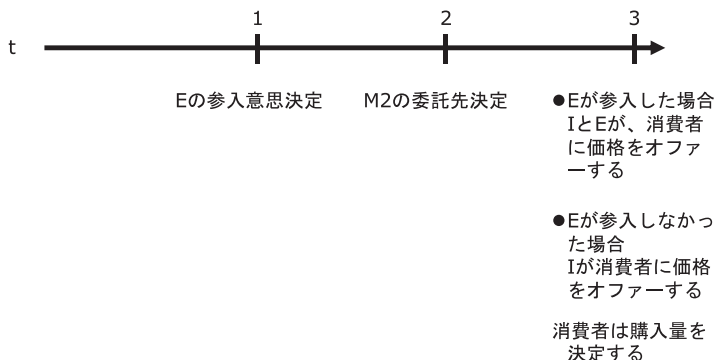 1
2
3
t
Eの参入意思決定
M2の委託先決定
●Eが参入した場合
IとEが、消費者
に価格をオファ
ーする
●Eが参入しなかっ
た場合
Iが消費者に価格
をオファーする
消費者は購入量を
決定する